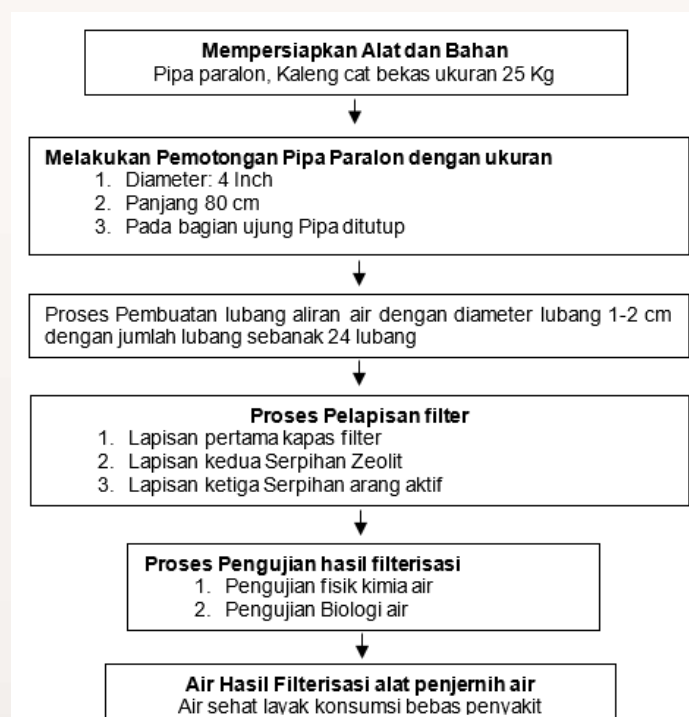 Mempersiapkan Alat dan Bahan
Pipa paralon, Kaleng cat bekas ukuran 25 Kg
Melakukan Pemotongan Pipa Paralon dengan ukuran
1. Diameter: 4 Inch
2. Panjang 80 cm
3. Pada bagian ujung Pipa ditutup
Proses Pembuatan lubang aliran air dengan diameter lubang 1-2 cm
dengan jumlah lubang sebanak 24 lubang
Proses Pelapisan filter
1. Lapisan pertama kapas filter
2. Lapisan kedua Serpihan Zeolit
3. Lapisan ketiga Serpihan arang aktif
Proses Pengujian hasil filterisasi
1. Pengujian fisik kimia air
2. Pengujian Biologi air
Air Hasil Filterisasi alat penjernih air
Air sehat layak konsumsi bebas penyakit